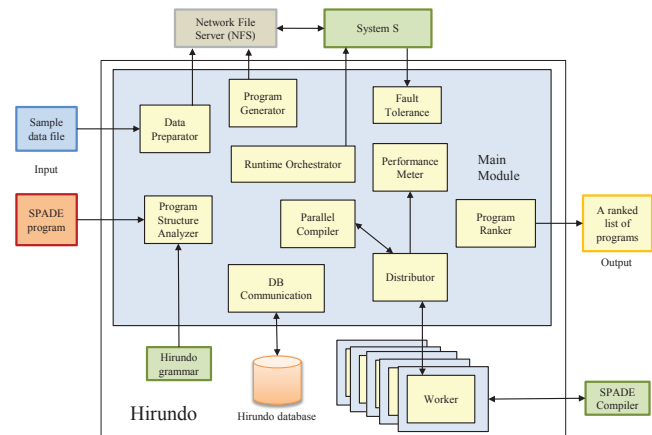 Network File
Server (NFS)
System S
Program
Generator
Fault
Tolerance
Sample
data file
Data
Preparator
Input
Runtime Orchestrator
Performance
Meter
Main
Module
SPADE
program
Program
Structure
Analyzer
Parallel
Compiler
Program
Ranker
A ranked
list of
programs
Output
DB
Communication
Distributor
Hirundo
grammar
Hirundo
Hirundo database
Worker
SPADE
Compiler